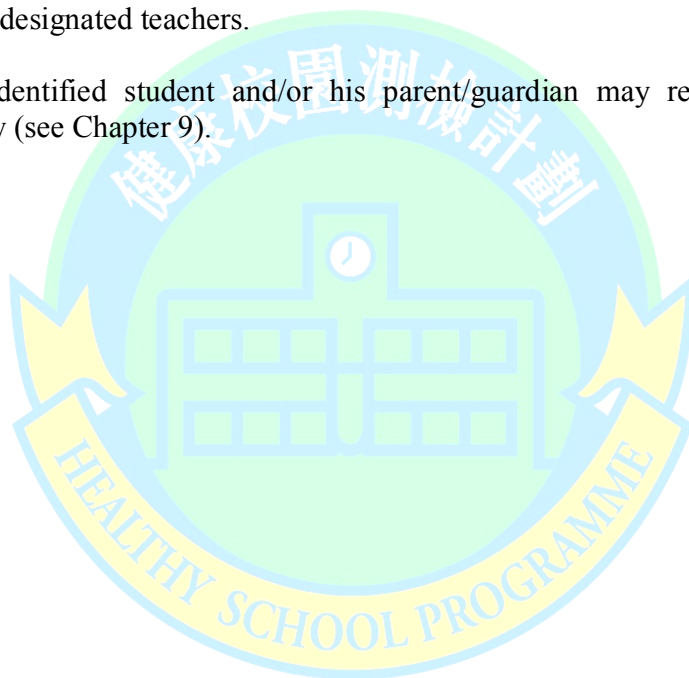 designated teachers.
dentified student and/or his parent/guardian may re
(see Chapter 9).
健康校園測檢計劃
HEALTHY SCHOOL PROGRAMME